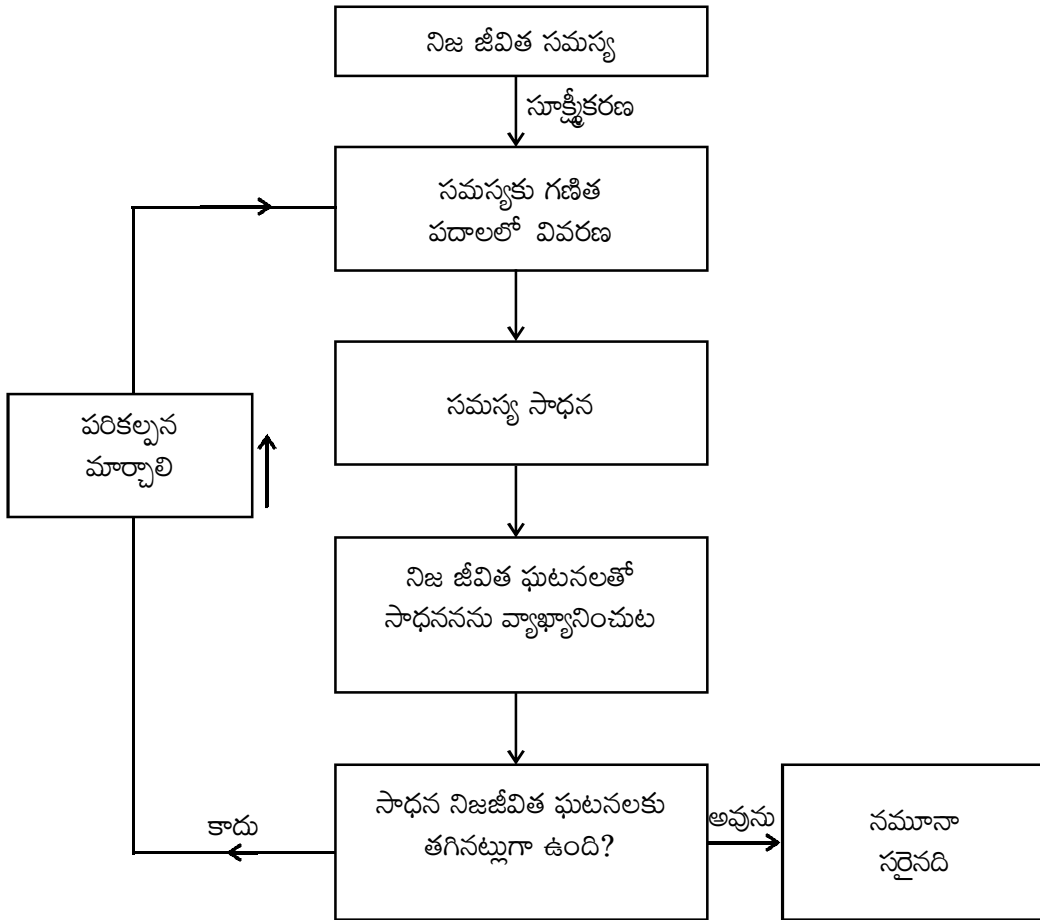 నిజ జీవిత సమస్య
సూక్ష్మీకరణ
సమస్యకు గణిత
పదాలలో వివరణ
సమస్య సాధన
పరికల్పన
మార్చాలి
నిజ జీవిత ఘటనలతో
సాధననను వ్యాఖ్యానించుట
సాధన నిజజీవిత ఘటనలకు
తగినట్లుగా ఉంది?
కాదు
అవును
నమూనా
సరైనది